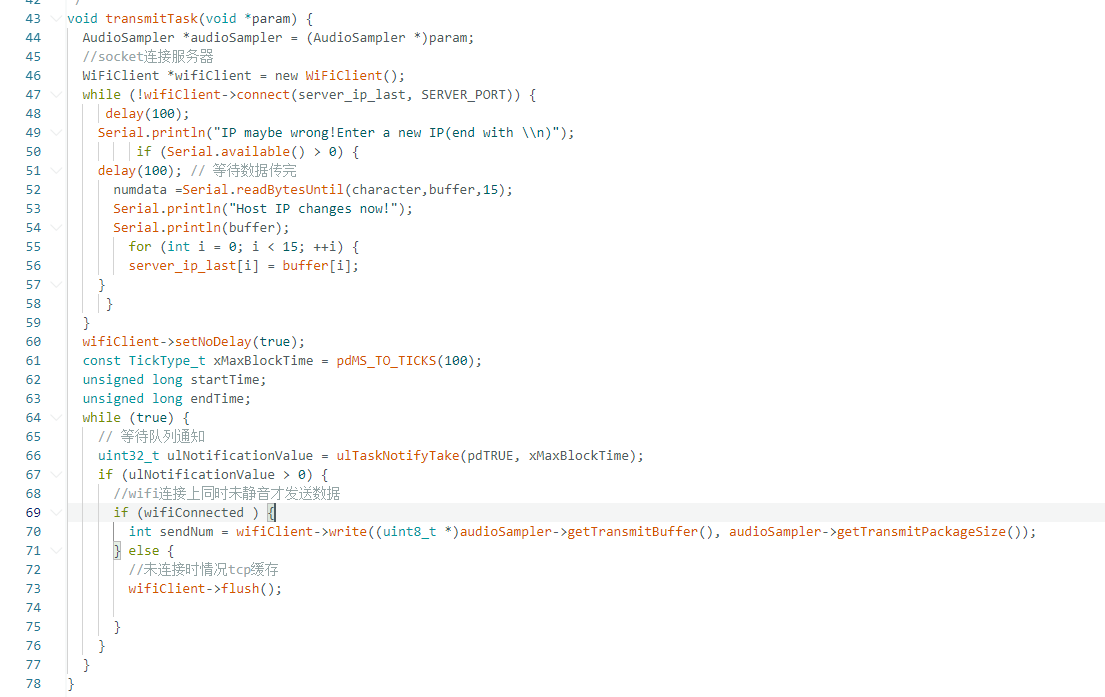 42 /
43 void transmitTask(void *param) {
44 AudioSampler *audioSampler = (AudioSampler *)param;
45 //socket连接服务器
46 WiFiClient *wifiClient = new WiFiClient();
47 while (!wifiClient->connect(server_ip_last, SERVER_PORT)) {
48 delay(100);
49 Serial.println("IP maybe wrong!Enter a new IP(end with \\n)");
50 if (Serial.available() > 0) {
51 delay(100); // 等待数据传完
52 numdata =Serial.readBytesUntil(character,buffer,15);
53 Serial.println("Host IP changes now!");
54 Serial.println(buffer);
55 for (int i = 0; i < 15; ++i) {
56 server_ip_last[i] = buffer[i];
57 }
58 }
59 }
60 wifiClient->setNoDelay(true);
61 const TickType_t xMaxBlockTime = pdMS_TO_TICKS(100);
62 unsigned long startTime;
63 unsigned long endTime;
64 while (true) {
65 // 等待队列通知
66 uint32_t ulNotificationValue = ulTaskNotifyTake(pdTRUE, xMaxBlockTime);
67 if (ulNotificationValue > 0) {
68 //wifi连接上同时未静音才发送数据
69 if (wifiConnected ) {
70 int sendNum = wifiClient->write((uint8_t *)audioSampler->getTransmitBuffer(), audioSampler->getTransmitPackageSize());
71 } else {
72 //未连接时情况tcp缓存
73 wifiClient->flush();
74
75 }
76 }
77 }
78 }